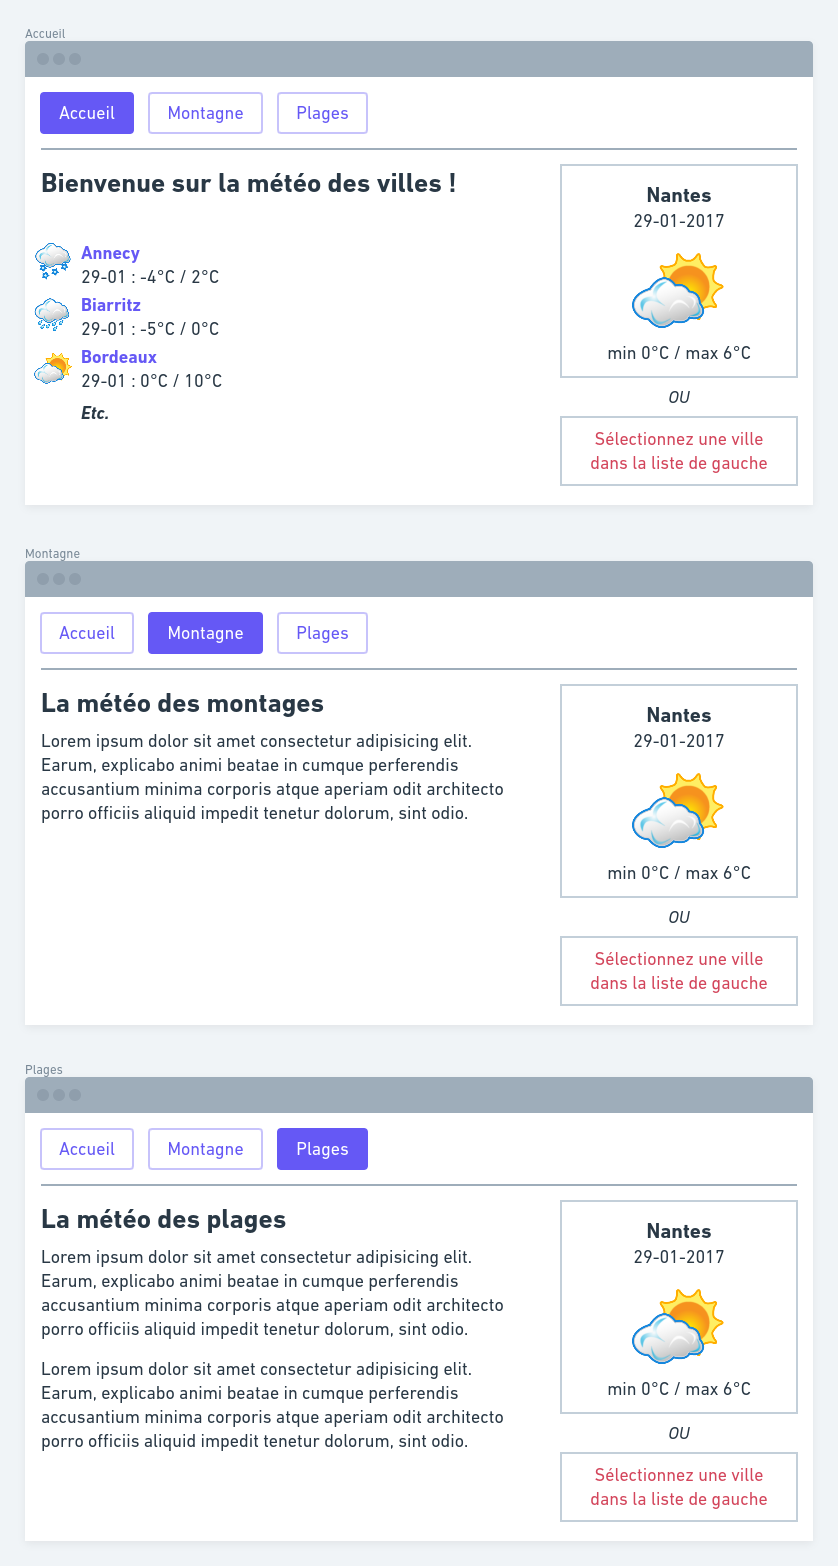 Accueil
Accueil
Montagne
Plages
Bienvenue sur la météo des villes !
Annecy
29-01 : -4°C / 2°C
Biarritz
29-01 : -5°C / 0°C
Bordeaux
29-01 : 0°C / 10°C
Etc.
Nantes
29-01-2017
min 0°C / max 6°C
OU
Sélectionnez une ville
dans la liste de gauche
Montagne
Accueil
Montagne
Plages
La météo des montages
Lorem ipsum dolor sit amet consectetur adipisicing elit.
Earum, explicabo animi beatae in cumque perferendis
accusantium minima corporis atque aperiam odit architecto
porro officiis aliquid impedit tenetur dolorum, sint odio.
Nantes
29-01-2017
min 0°C / max 6°C
OU
Sélectionnez une ville
dans la liste de gauche
Plages
Accueil
Montagne
Plages
La météo des plages
Lorem ipsum dolor sit amet consectetur adipisicing elit.
Earum, explicabo animi beatae in cumque perferendis
accusantium minima corporis atque aperiam odit architecto
porro officiis aliquid impedit tenetur dolorum, sint odio.
Lorem ipsum dolor sit amet consectetur adipisicing elit.
Earum, explicabo animi beatae in cumque perferendis
accusantium minima corporis atque aperiam odit architecto
porro officiis aliquid impedit tenetur dolorum, sint odio.
Nantes
29-01-2017
min 0°C / max 6°C
OU
Sélectionnez une ville
dans la liste de gauche